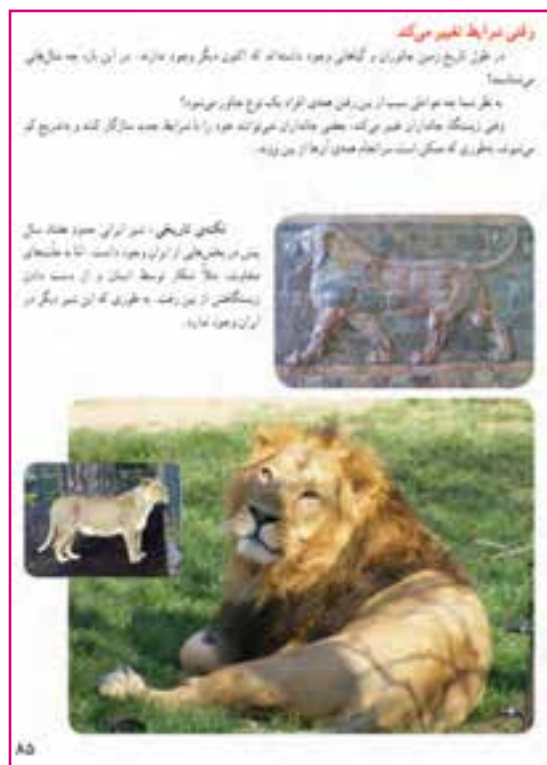 وقتی شرایط تغییر می‌کند
در طول تاریخ زمین جانوران و گیاهانی وجود داشته‌اند که اکنون دیگر وجود ندارند. در این باره چه مثال‌هایی
می‌شناسید؟
به نظر شما چه عواملی سبب از بین رفتن همه‌ی افراد یک نوع جانور می‌شود؟
وقتی زیستگاه جانداران تغییر می‌کند، بعضی جانداران نمی‌توانند خود را با شرایط جدید سازگار کنند و به‌تدریج کم
می‌شوند، به‌طوری که ممکن است سرانجام همه‌ی آن‌ها از بین بروند.
نکته‌ی تاریخی: شیر ایرانی حدود هفتاد سال
پیش در بخش‌هایی از ایران وجود داشت. امّا به علّت‌های
متفاوت، مثلاً شکار توسط انسان و از دست دادن
زیستگاهش از بین رفت. به طوری که این شیر دیگر در
ایران وجود ندارد.
۸۵